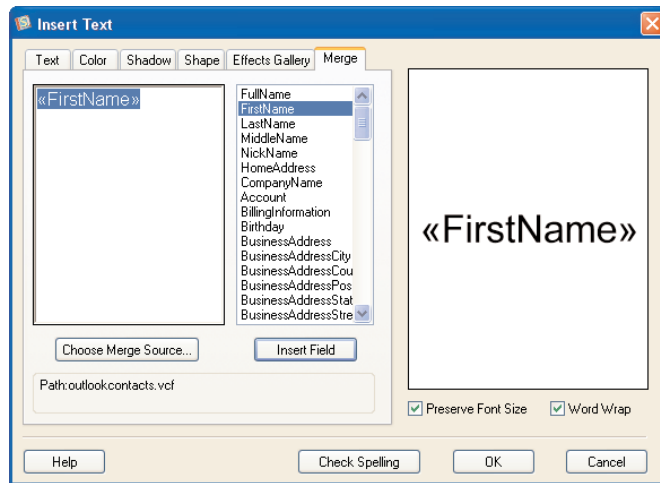 Insert Text
Text Color Shadow Shape Effects Gallery Merge
«FirstName»
FullName
FirstName
LastName
MiddleName
NickName
HomeAddress
CompanyName
Account
BillingInformation
Birthday
BusinessAddress
BusinessAddressCity
BusinessAddressCou
BusinessAddressPos
BusinessAddressStat
BusinessAddressStre
«FirstName»
Choose Merge Source... Insert Field
Path:outlookcontacts.vcf
Preserve Font Size Word Wrap
Help Check Spelling OK Cancel